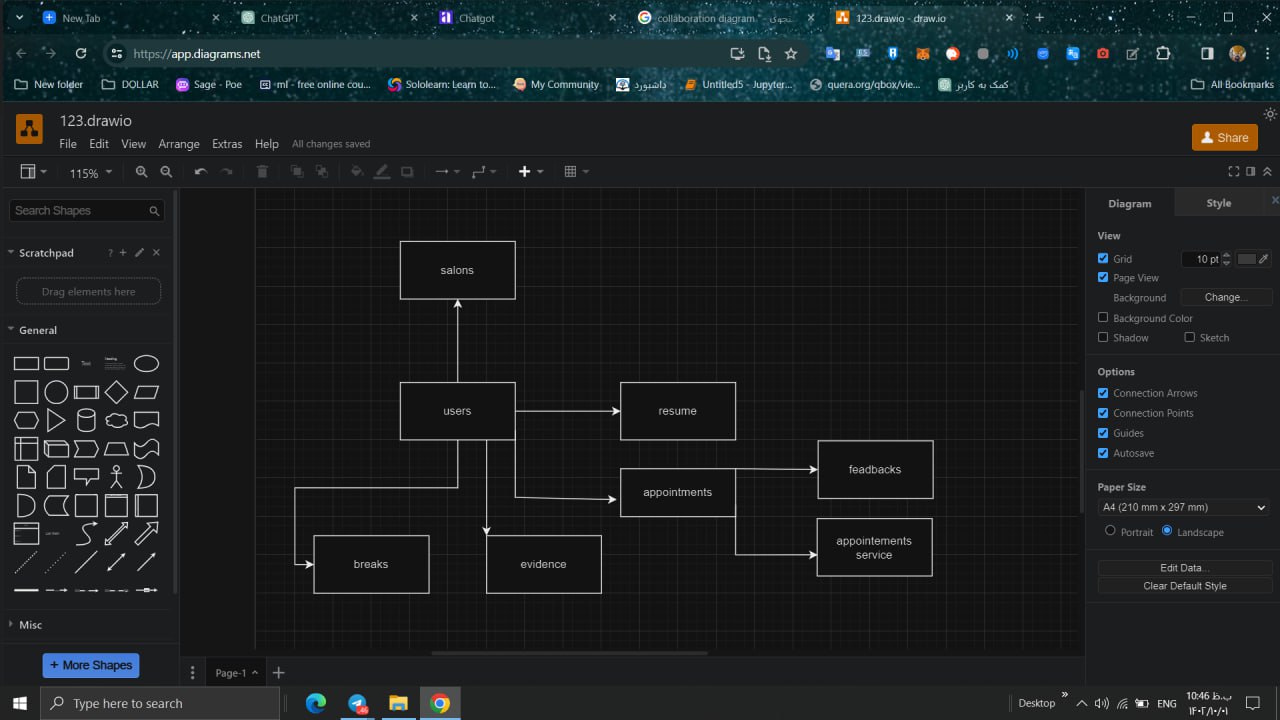 New Tab
ChatGPT
Chatgot
collaboration diagram - نحوی
123.drawio - draw.io
https://app.diagrams.net
New folder
DOLLAR
Sage - Poe
ml - free online cou...
Sololearn: Learn to...
My Community
داشبورد
Untitled5 - Jupyter...
quera.org/qbox/vie...
کمک به کاربر
All Bookmarks
123.drawio
File
Edit
View
Arrange
Extras
Help
All changes saved
Share
115%
Search Shapes
Scratchpad
?
Drag elements here
General
Text
Heading
Misc
+ More Shapes
salons
users
resume
appointments
feadbacks
appointements
service
breaks
evidence
Page-1
Diagram
Style
View
Grid
10 pt
Page View
Background
Change...
Background Color
Shadow
Sketch
Options
Connection Arrows
Connection Points
Guides
Autosave
Paper Size
A4 (210 mm x 297 mm)
Portrait
Landscape
Edit Data...
Clear Default Style
Type here to search
Desktop
ENG
10:46 ب.ظ
۱۴۰۲/۱۰/۰۱